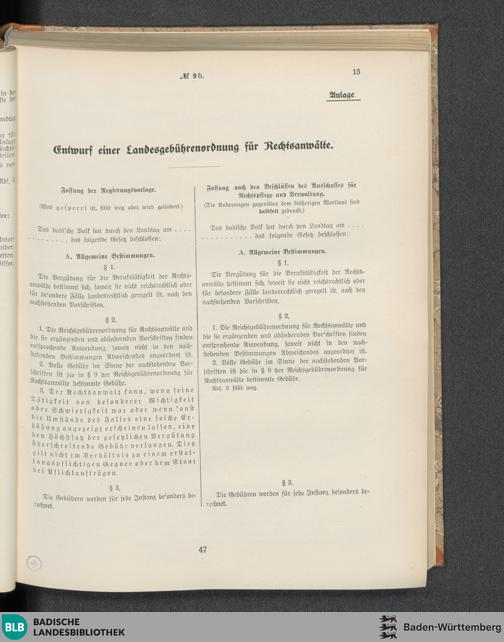 № 9b.
13
Anlage
Entwurf einer Landesgebührenordnung für Rechtsanwälte.
Fassung der Regierungsvorlage.
(Was gesperrt ist, fällt weg oder wird geändert.)
Das badische Volk hat durch den Landtag am . . . .
. . . . . . . . . , das folgende Gesetz beschlossen:
A. Allgemeine Bestimmungen.
§ 1.
Die Vergütung für die Berufstätigkeit der Rechts-
anwälte bestimmt sich, soweit sie nicht reichsrechtlich oder
für besondere Fälle landesrechtlich geregelt ist, nach den
nachstehenden Vorschriften.
§ 2.
1. Die Reichsgebührenordnung für Rechtsanwälte und
die sie ergänzenden und abändernden Vorschriften finden
entsprechende Anwendung, soweit nicht in den nach-
stehenden Bestimmungen Abweichendes angeordnet ist.
2. Volle Gebühr im Sinne der nachstehenden Vor-
schriften ist die in § 9 der Reichsgebührenordnung für
Rechtsanwälte bestimmte Gebühr.
3. Der Rechtsanwalt kann, wenn seine
Tätigkeit von besonderer Wichtigkeit
oder Schwierigkeit war oder wenn sonst
die Umstände des Falles eine solche Er-
höhung angezeigt erscheinen lassen, eine
den Höchstsatz der gesetzlichen Vergütung
überschreitende Gebühr verlangen. Dies
gilt nicht im Verhältnis zu einem erstat-
tungspflichtigen Gegner oder dem Staat
bei Pflichtaufträgen.
§ 3.
Die Gebühren werden für jede Instanz besonders be-
rechnet.
Fassung nach den Beschlüssen des Ausschusses für
Rechtspflege und Verwaltung.
(Die Änderungen gegenüber dem bisherigen Wortlaut sind
halbfett gedruckt.)
Das badische Volk hat durch den Landtag am . . . .
. . . . . . . . . . das folgende Gesetz beschlossen:
A. Allgemeine Bestimmungen.
§ 1.
Die Vergütung für die Berufstätigkeit der Rechts-
anwälte bestimmt sich, soweit sie nicht reichsrechtlich oder
für besondere Fälle landesrechtlich geregelt ist, nach den
nachstehenden Vorschriften.
§ 2.
1. Die Reichsgebührenordnung für Rechtsanwälte und
die sie ergänzenden und abändernden Vorschriften finden
entsprechende Anwendung, soweit nicht in den nach-
stehenden Bestimmungen Abweichendes angeordnet ist.
2. Volle Gebühr im Sinne der nachstehenden Vor-
schriften ist die in § 9 der Reichsgebührenordnung für
Rechtsanwälte bestimmte Gebühr.
Abs. 3 fällt weg.
§ 3.
Die Gebühren werden für jede Instanz besonders be-
rechnet.
47
BLB
BADISCHE
LANDESBIBLIOTHEK
Baden-Württemberg